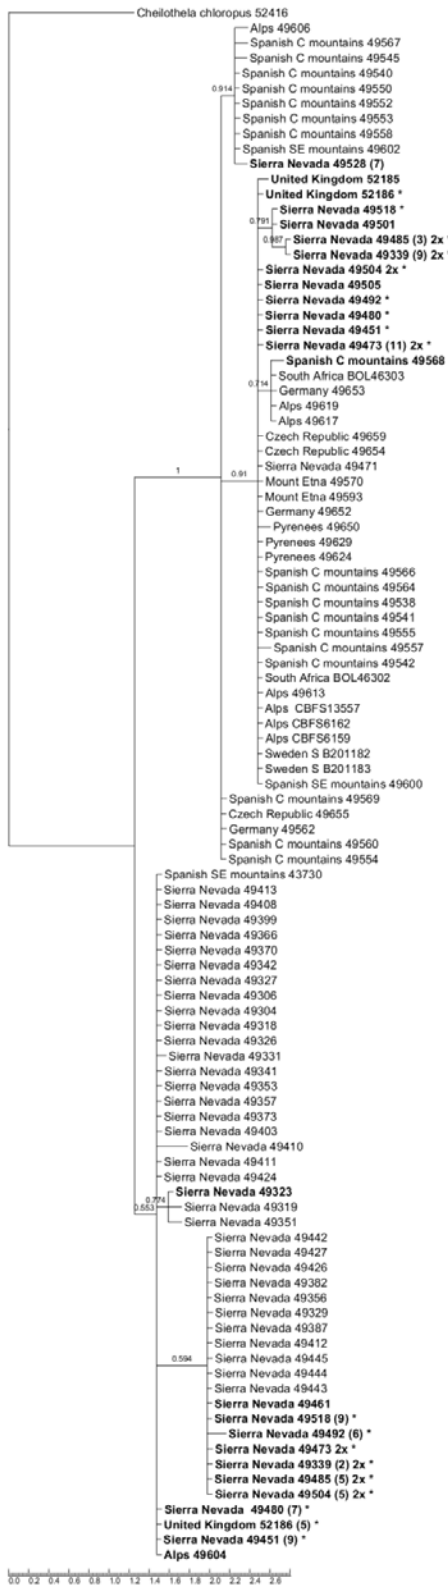 Cheilothela chloropus 52416
Alps 49606
Spanish C mountains 49567
Spanish C mountains 49545
Spanish C mountains 49540
0.914
Spanish C mountains 49550
Spanish C mountains 49552
Spanish C mountains 49553
Spanish C mountains 49558
Spanish SE mountains 49602
Sierra Nevada 49528 (7)
United Kingdom 52185
United Kingdom 52186 *
Sierra Nevada 49518 *
0.791
Sierra Nevada 49501
0.987
Sierra Nevada 49485 (3) 2x *
Sierra Nevada 49339 (9) 2x *
Sierra Nevada 49504 2x *
Sierra Nevada 49505
Sierra Nevada 49492 *
Sierra Nevada 49480 *
Sierra Nevada 49451 *
Sierra Nevada 49473 (11) 2x *
Spanish C mountains 49568
South Africa BOL46303
0.714
Germany 49653
Alps 49619
Alps 49617
Czech Republic 49659
Czech Republic 49654
Sierra Nevada 49471
1
0.91
Mount Etna 49570
Mount Etna 49593
Germany 49652
Pyrenees 49650
Pyrenees 49629
Pyrenees 49624
Spanish C mountains 49566
Spanish C mountains 49564
Spanish C mountains 49538
Spanish C mountains 49541
Spanish C mountains 49555
Spanish C mountains 49557
Spanish C mountains 49542
South Africa BOL46302
Alps 49613
Alps CBFS13557
Alps CBFS6162
Alps CBFS6159
Sweden S B201182
Sweden S B201183
Spanish SE mountains 49600
Spanish C mountains 49569
Czech Republic 49655
Germany 49562
Spanish C mountains 49560
Spanish C mountains 49554
Spanish SE mountains 43730
Sierra Nevada 49413
Sierra Nevada 49408
Sierra Nevada 49399
Sierra Nevada 49366
Sierra Nevada 49370
Sierra Nevada 49342
Sierra Nevada 49327
Sierra Nevada 49306
Sierra Nevada 49304
Sierra Nevada 49318
Sierra Nevada 49326
Sierra Nevada 49331
Sierra Nevada 49341
Sierra Nevada 49353
Sierra Nevada 49357
Sierra Nevada 49373
Sierra Nevada 49403
Sierra Nevada 49410
Sierra Nevada 49411
Sierra Nevada 49424
Sierra Nevada 49323
0.774
0.553
Sierra Nevada 49319
Sierra Nevada 49351
Sierra Nevada 49442
Sierra Nevada 49427
Sierra Nevada 49426
Sierra Nevada 49382
Sierra Nevada 49356
Sierra Nevada 49329
Sierra Nevada 49387
Sierra Nevada 49412
0.594
Sierra Nevada 49445
Sierra Nevada 49444
Sierra Nevada 49443
Sierra Nevada 49461
Sierra Nevada 49518 (9) *
Sierra Nevada 49492 (6) *
Sierra Nevada 49473 2x *
Sierra Nevada 49339 (2) 2x *
Sierra Nevada 49485 (5) 2x *
Sierra Nevada 49504 (5) 2x *
Sierra Nevada 49480 (7) *
United Kingdom 52186 (5) *
Sierra Nevada 49451 (9) *
Alps 49604
0.0 0.2 0.4 0.6 0.8 1.0 1.2 1.4 1.6 1.8 2.0 2.2 2.4 2.6